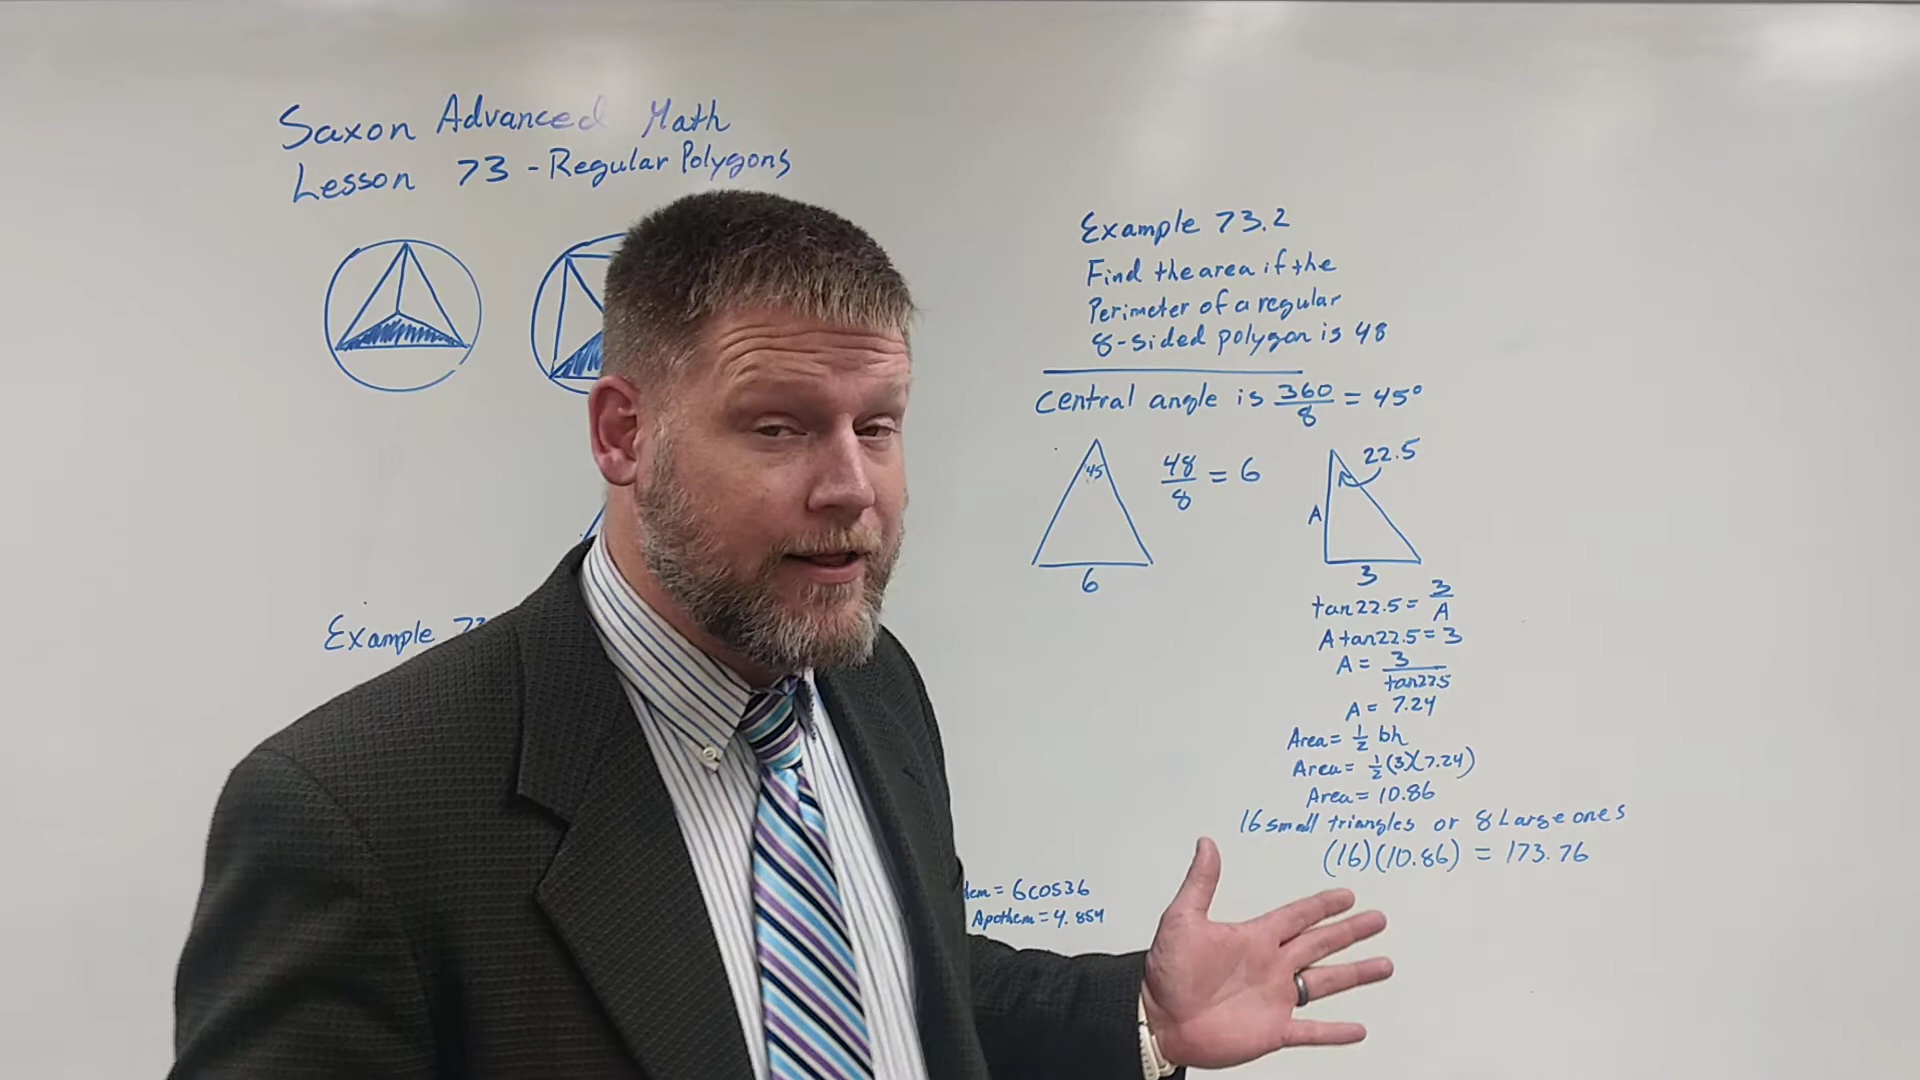 Saxon Advanced Math
Lesson 73 - Regular Polygons
Example 73
Example 73.2
Find the area if the
Perimeter of a regular
8-sided polygon is 48
Central angle is 360/8 = 45°
45
6
48/8 = 6
22.5
A
3
tan22.5 = 3/A
A tan22.5 = 3
A = 3/tan22.5
A = 7.24
Area = 1/2 bh
Area = 1/2 (3)(7.24)
Area = 10.86
16 small triangles or 8 Large ones
(16)(10.86) = 173.76
= 6cos36
Apothem = 4.854